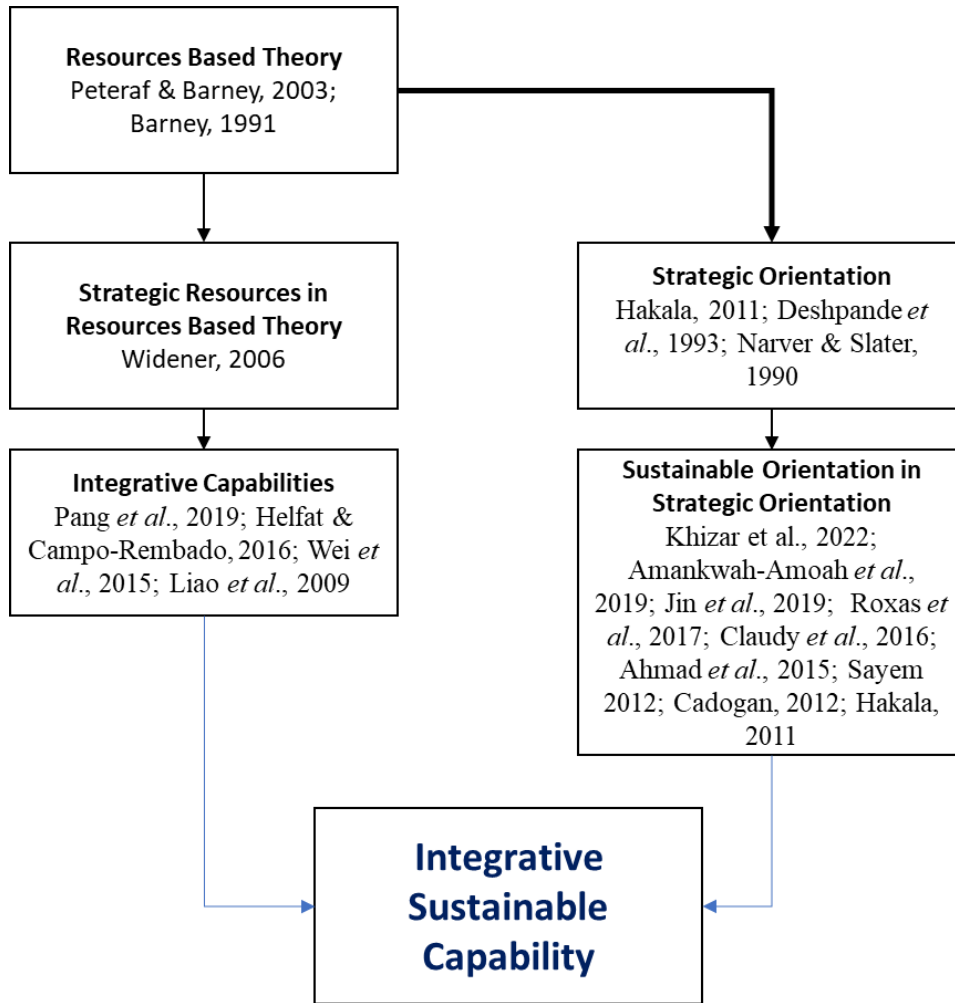 Resources Based Theory
Peteraf & Barney, 2003;
Barney, 1991
Strategic Resources in
Resources Based Theory
Widener, 2006
Strategic Orientation
Hakala, 2011; Deshpande et
al., 1993; Narver & Slater,
1990
Integrative Capabilities
Pang et al., 2019; Helfat &
Campo-Rembado, 2016; Wei et
al., 2015; Liao et al., 2009
Sustainable Orientation in
Strategic Orientation
Khizar et al., 2022;
Amankwah-Amoah et al.,
2019; Jin et al., 2019; Roxas et
al., 2017; Claudy et al., 2016;
Ahmad et al., 2015; Sayem
2012; Cadogan, 2012; Hakala,
2011
Integrative
Sustainable
Capability